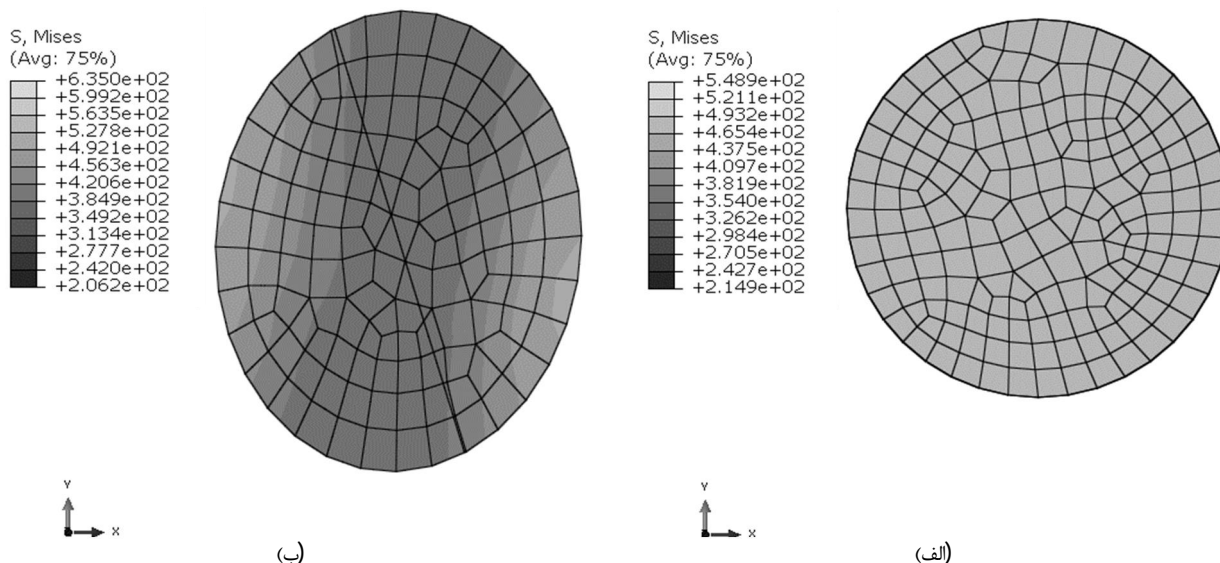 S, Mises
(Avg: 75%)
+6.350e+02
+5.992e+02
+5.635e+02
+5.278e+02
+4.921e+02
+4.563e+02
+4.206e+02
+3.849e+02
+3.492e+02
+3.134e+02
+2.777e+02
+2.420e+02
+2.062e+02
Y
X
(ب)
S, Mises
(Avg: 75%)
+5.489e+02
+5.211e+02
+4.932e+02
+4.654e+02
+4.375e+02
+4.097e+02
+3.819e+02
+3.540e+02
+3.262e+02
+2.984e+02
+2.705e+02
+2.427e+02
+2.149e+02
Y
X
(الف)